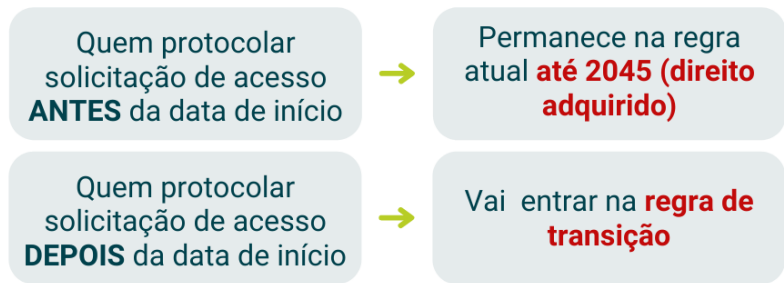 Quem protocolar
solicitação de acesso
ANTES da data de início
Permanece na regra
atual até 2045 (direito
adquirido)
Quem protocolar
solicitação de acesso
DEPOIS da data de início
Vai entrar na regra de
transição